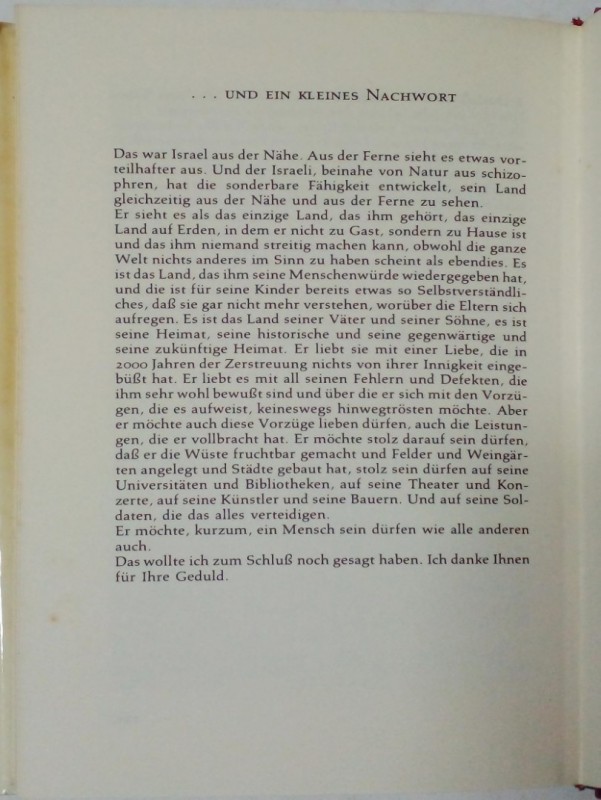 . . . UND EIN KLEINES NACHWORT
Das war Israel aus der Nähe. Aus der Ferne sieht es etwas vor-
teilhafter aus. Und der Israeli, beinahe von Natur aus schizo-
phren, hat die sonderbare Fähigkeit entwickelt, sein Land
gleichzeitig aus der Nähe und aus der Ferne zu sehen.
Er sieht es als das einzige Land, das ihm gehört, das einzige
Land auf Erden, in dem er nicht zu Gast, sondern zu Hause ist
und das ihm niemand streitig machen kann, obwohl die ganze
Welt nichts anderes im Sinn zu haben scheint als ebendies. Es
ist das Land, das ihm seine Menschenwürde wiedergegeben hat,
und die ist für seine Kinder bereits etwas so Selbstverständli-
ches, daß sie gar nicht mehr verstehen, worüber die Eltern sich
aufregen. Es ist das Land seiner Väter und seiner Söhne, es ist
seine Heimat, seine historische und seine gegenwärtige und
seine zukünftige Heimat. Er liebt sie mit einer Liebe, die in
2000 Jahren der Zerstreuung nichts von ihrer Innigkeit einge-
büßt hat. Er liebt es mit all seinen Fehlern und Defekten, die
ihm sehr wohl bewußt sind und über die er sich mit den Vorzü-
gen, die es aufweist, keineswegs hinwegtrösten möchte. Aber
er möchte auch diese Vorzüge lieben dürfen, auch die Leistun-
gen, die er vollbracht hat. Er möchte stolz darauf sein dürfen,
daß er die Wüste fruchtbar gemacht und Felder und Weingär-
ten angelegt und Städte gebaut hat, stolz sein dürfen auf seine
Universitäten und Bibliotheken, auf seine Theater und Kon-
zerte, auf seine Künstler und seine Bauern. Und auf seine Sol-
daten, die das alles verteidigen.
Er möchte, kurzum, ein Mensch sein dürfen wie alle anderen
auch.
Das wollte ich zum Schluß noch gesagt haben. Ich danke Ihnen
für Ihre Geduld.